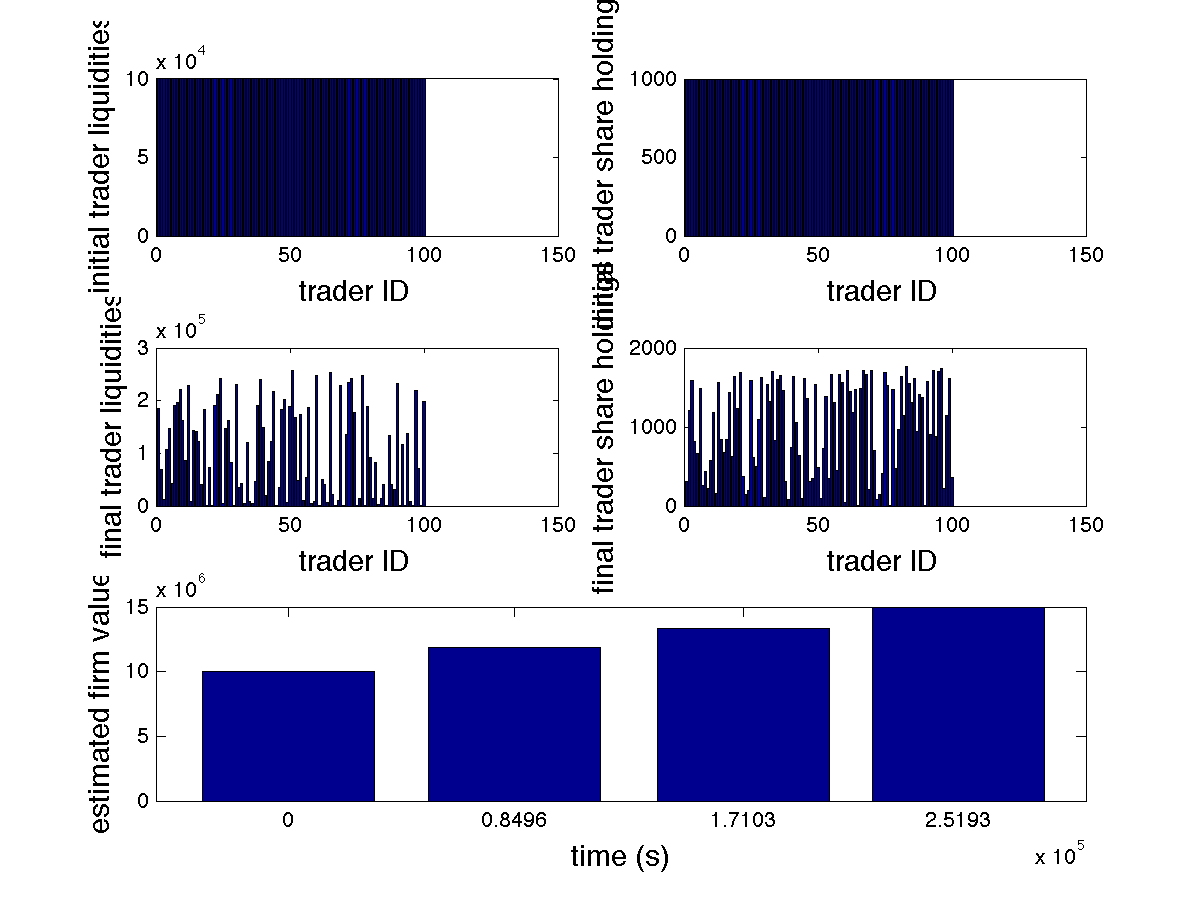 initial trader liquidities
x 10^4
10
5
0
0 50 100 150
trader ID
trader share holding
1000
500
0
0 50 100 150
trader ID
final trader liquidities
x 10^5
3
2
1
0
0 50 100 150
trader ID
final trader share holdings
2000
1000
0
0 50 100 150
trader ID
estimated firm value
x 10^6
15
10
5
0
0 0.8496 1.7103 2.5193
time (s)
x 10^5